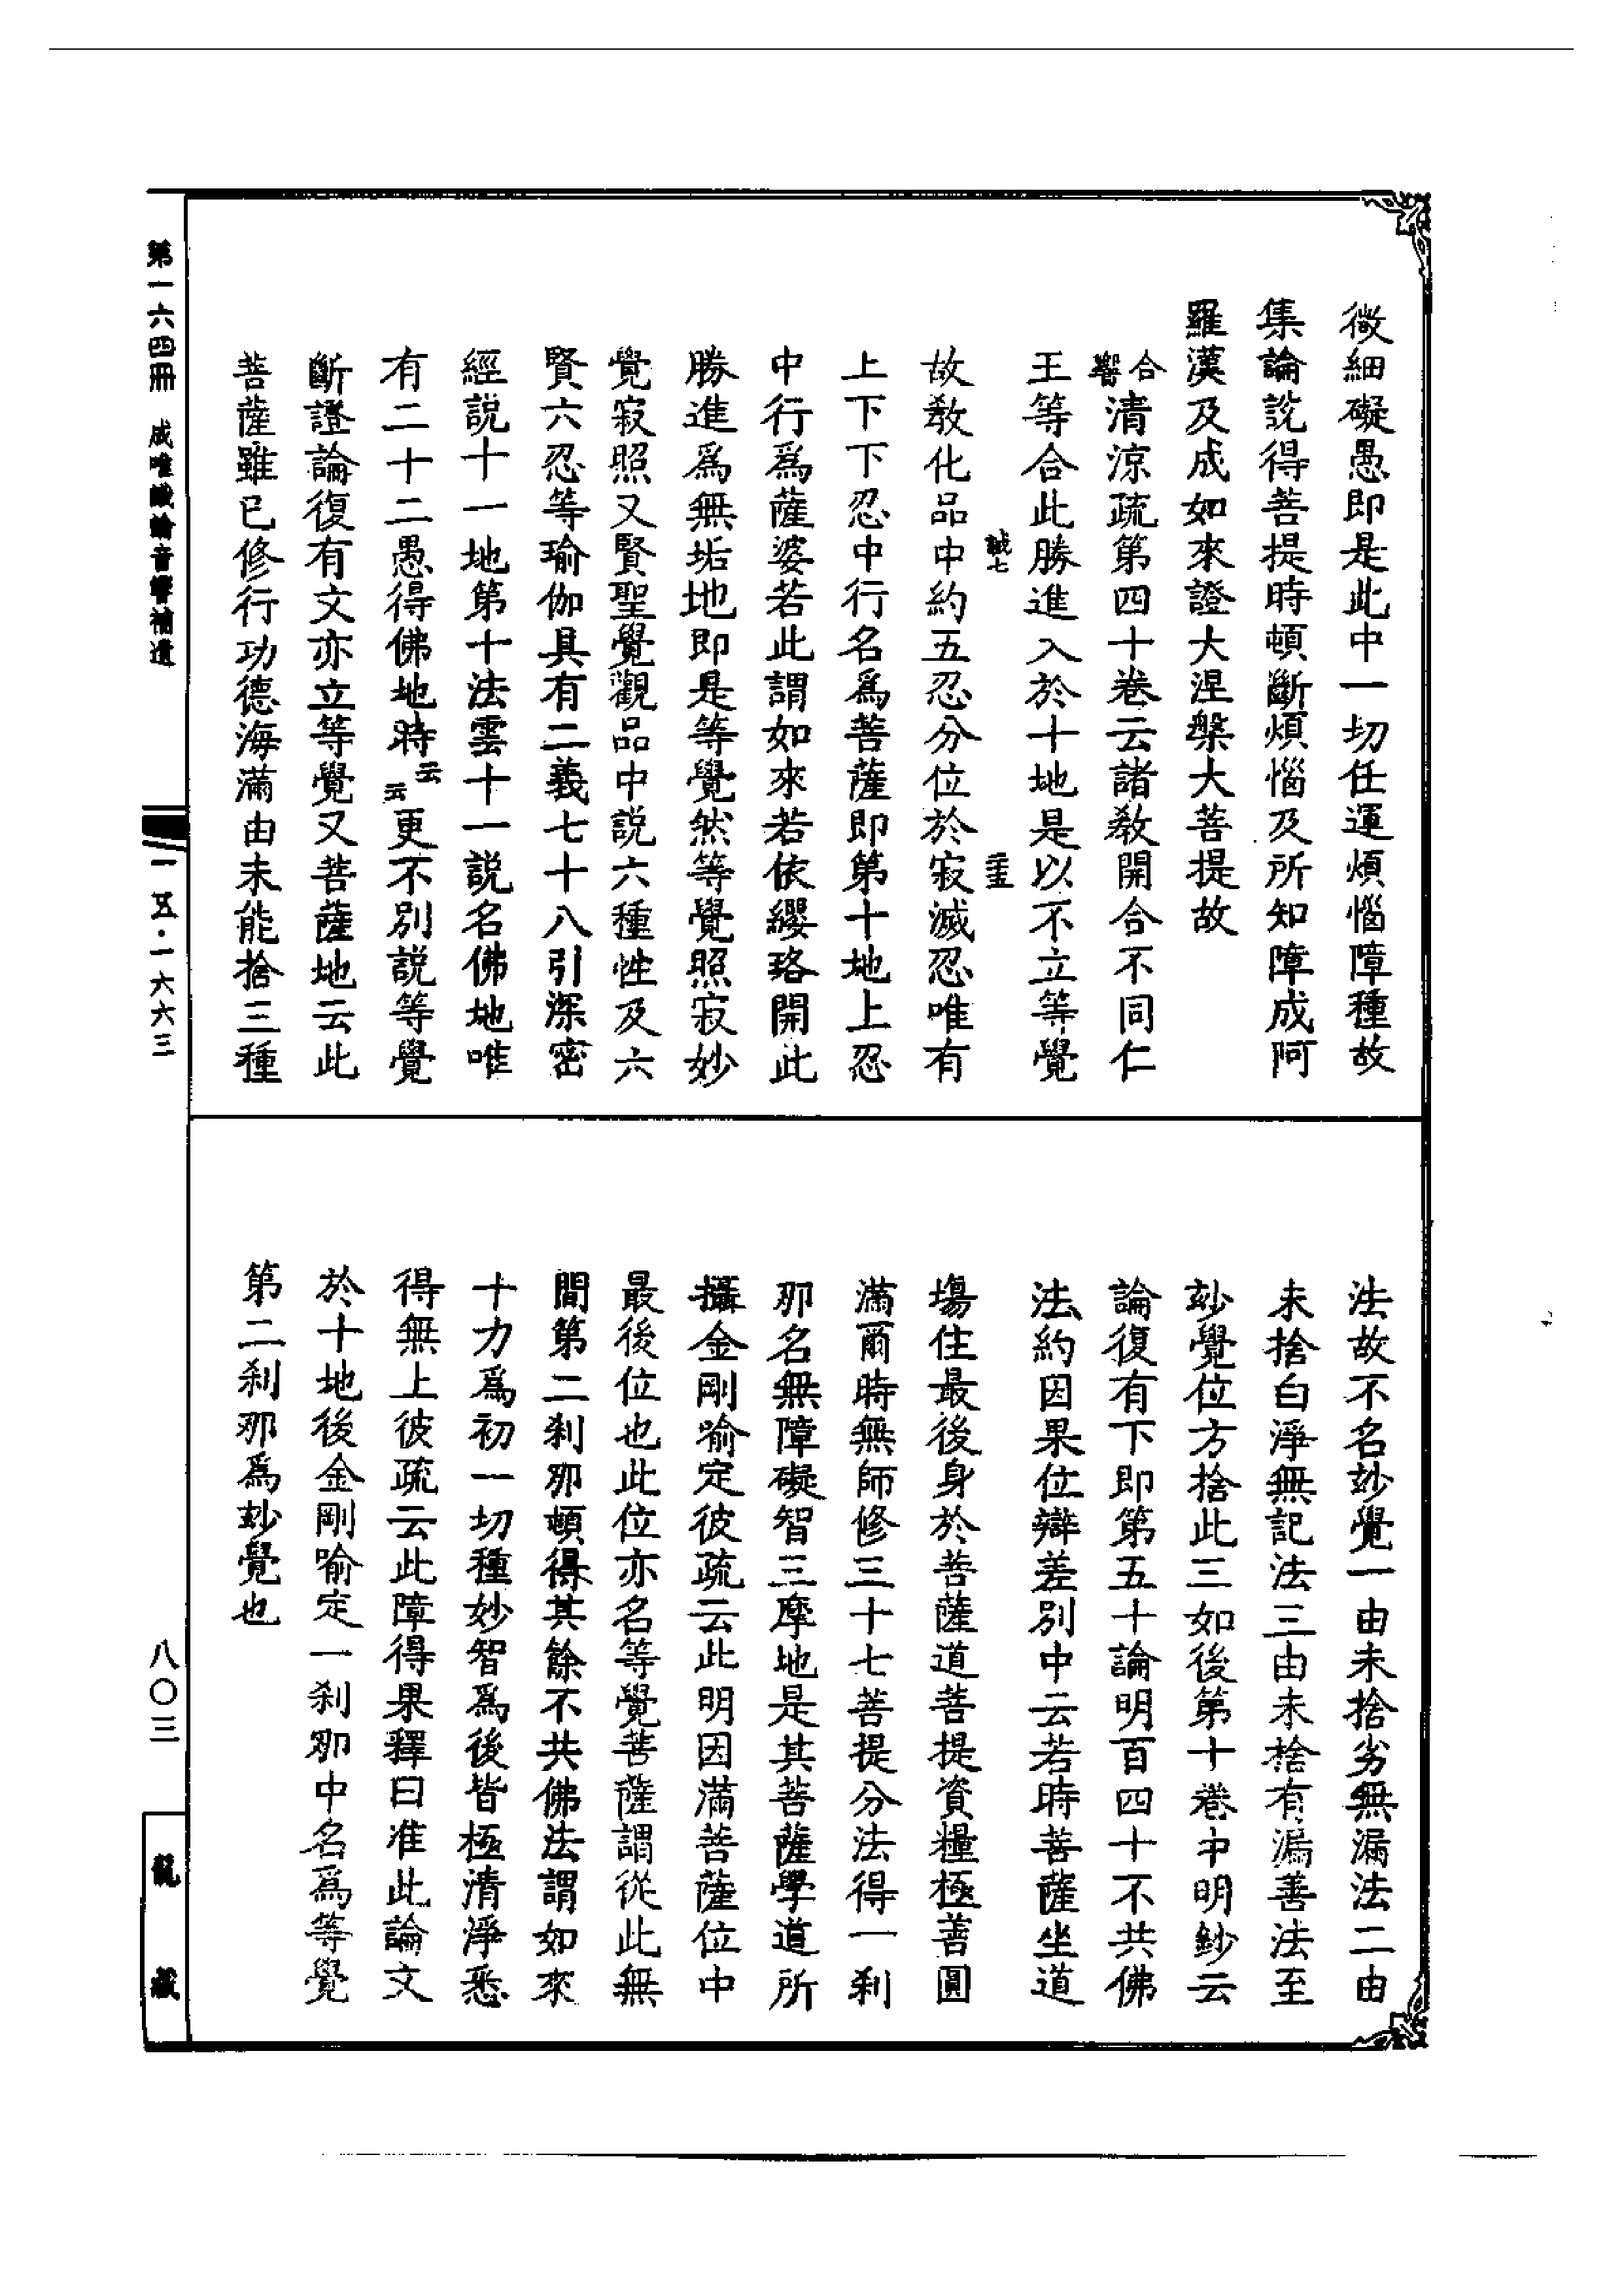 微細礙愚即是此中一切任運煩惱障種故
集論說得菩提時頓斷煩惱及所知障成阿
羅漢及成如來證大涅槃大菩提故
合響清涼疏第四十卷云諸教開合不同仁
王等合此勝進入於十地是以不立等覺
誠七
故教化品中約五忍分位於寂滅忍唯有
上下下忍中行名爲菩薩即第十地上忍
中行爲薩婆若此謂如來若依纓珞開此
勝進爲無垢地即是等覺然等覺照寂妙
覺寂照又賢聖覺觀品中說六種性及六
賢六忍等瑜伽具有二義七十八引深密
經說十一地第十法雲十一說名佛地唯
有二十二愚得佛地時云云更不別說等覺
斷證論復有文亦立等覺又菩薩地云此
菩薩雖已修行功德海滿由未能捨三種
法故不名玅覺一由未捨劣無漏法二由
未捨白淨無記法三由未捨有漏善法至
玅覺位方捨此三如後第十卷中明鈔云
論復有下即第五十論明百四十不共佛
法約因果位辯差別中云若時菩薩坐道
塲住最後身於菩薩道菩提資糧極善圓
滿爾時無師修三十七菩提分法得一刹
那名無障礙智三摩地是其菩薩學道所
攝金剛喻定彼疏云此明因滿菩薩位中
最後位也此位亦名等覺菩薩謂從此無
間第二刹那頓得其餘不共佛法謂如來
十力爲初一切種妙智爲後皆極清淨悉
得無上彼疏云此障得果釋曰准此論文
於十地後金剛喻定一刹那中名爲等覺
第二刹那爲玅覺也
第一六四冊 成唯識論音響補遺
一五·一六六三
八〇三
龍藏